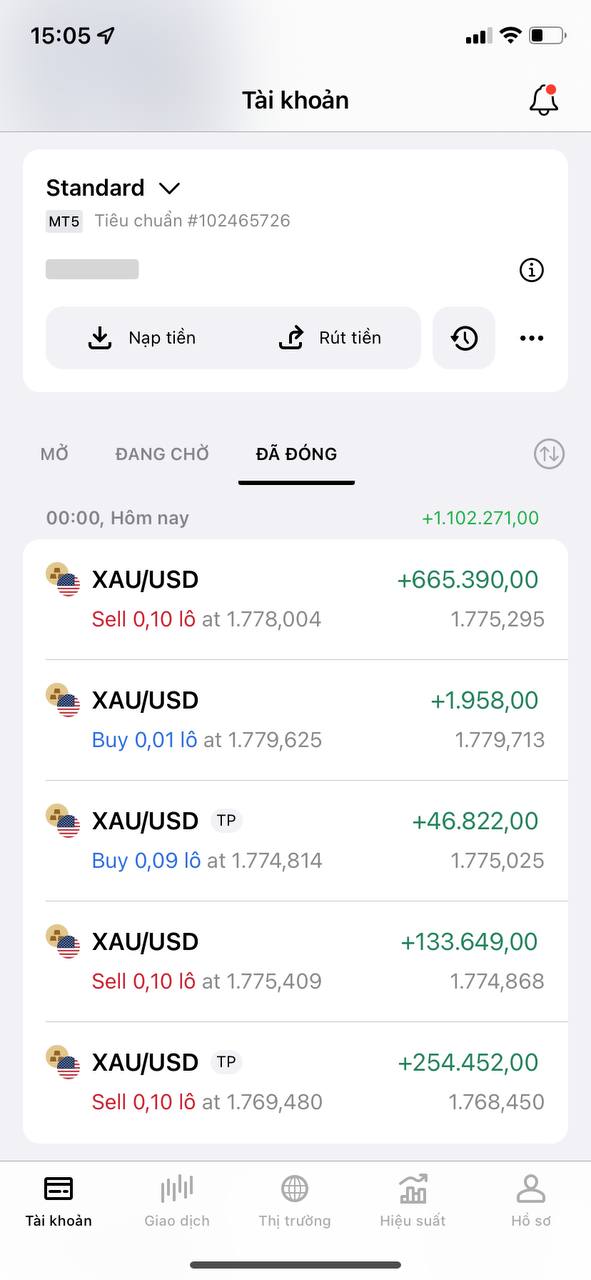 15:05
Tài khoản
Standard
MT5 Tiêu chuẩn #102465726
Nạp tiền Rút tiền
MỞ ĐANG CHỜ ĐÃ ĐÓNG
00:00, Hôm nay +1.102.271,00
XAU/USD +665.390,00
Sell 0,10 lô at 1.778,004 1.775,295
XAU/USD +1.958,00
Buy 0,01 lô at 1.779,625 1.779,713
XAU/USD TP +46.822,00
Buy 0,09 lô at 1.774,814 1.775,025
XAU/USD +133.649,00
Sell 0,10 lô at 1.775,409 1.774,868
XAU/USD TP +254.452,00
Sell 0,10 lô at 1.769,480 1.768,450
Tài khoản Giao dịch Thị trường Hiệu suất Hồ sơ